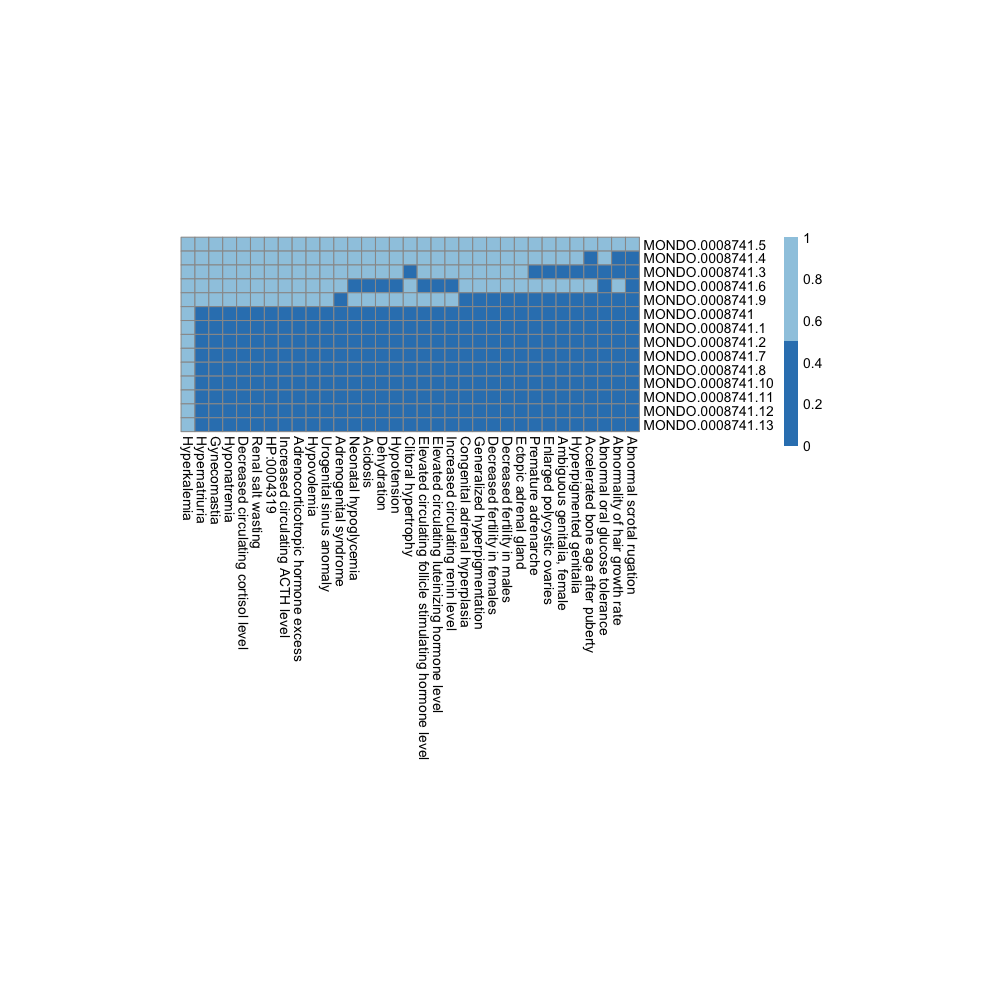 MONDO.0008741.5
MONDO.0008741.4
MONDO.0008741.3
MONDO.0008741.6
MONDO.0008741.9
MONDO.0008741
MONDO.0008741.1
MONDO.0008741.2
MONDO.0008741.7
MONDO.0008741.8
MONDO.0008741.10
MONDO.0008741.11
MONDO.0008741.12
MONDO.0008741.13
1
0.8
0.6
0.4
0.2
0
Hyperkalemia
Hypernatriuria
Gynecomastia
Hyponatremia
Decreased circulating cortisol level
Renal salt wasting
HP:0004319
Increased circulating ACTH level
Adrenocorticotropic hormone excess
Hypovolemia
Urogenital sinus anomaly
Adrenogenital syndrome
Neonatal hypoglycemia
Acidosis
Dehydration
Hypotension
Clitoral hypertrophy
Elevated circulating follicle stimulating hormone level
Elevated circulating luteinizing hormone level
Increased circulating renin level
Congenital adrenal hyperplasia
Generalized hyperpigmentation
Decreased fertility in females
Decreased fertility in males
Ectopic adrenal gland
Premature adrenarche
Enlarged polycystic ovaries
Ambiguous genitalia, female
Hyperpigmented genitalia
Accelerated bone age after puberty
Abnormal oral glucose tolerance
Abnormality of hair growth rate
Abnormal scrotal rugation